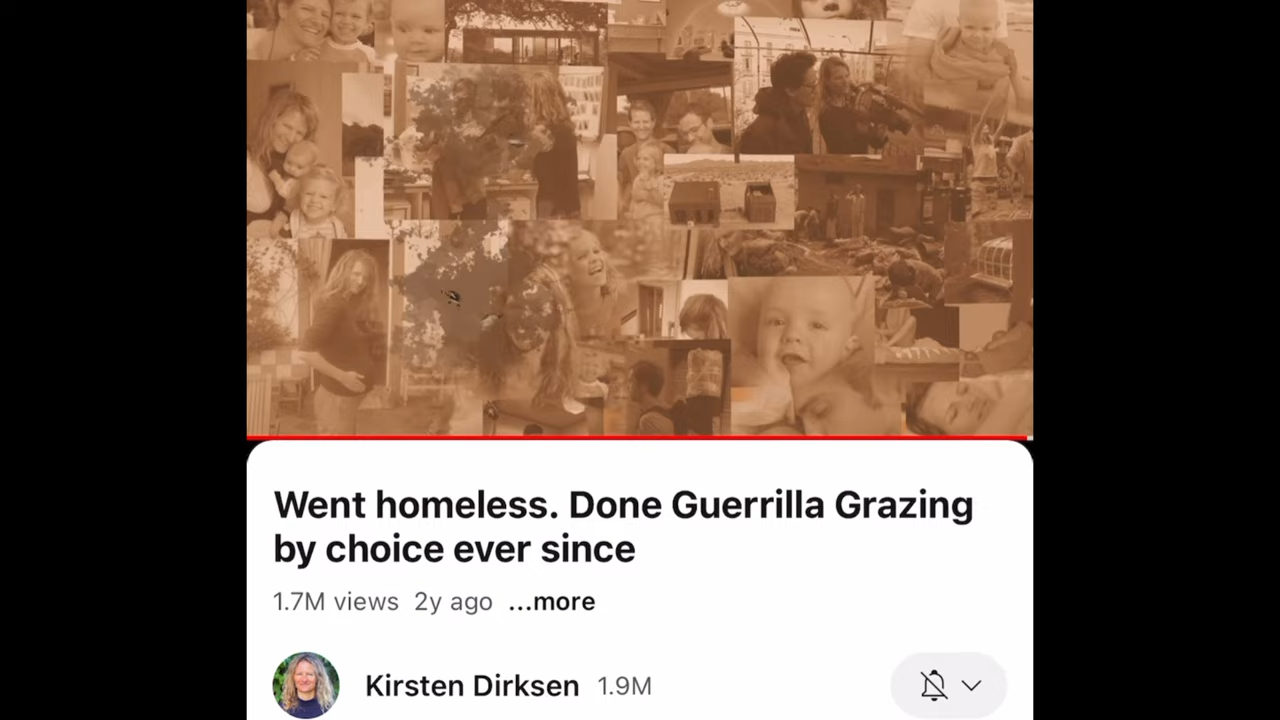 Went homeless. Done Guerrilla Grazing
by choice ever since
1.7M views 2y ago ...more
Kirsten Dirksen 1.9M